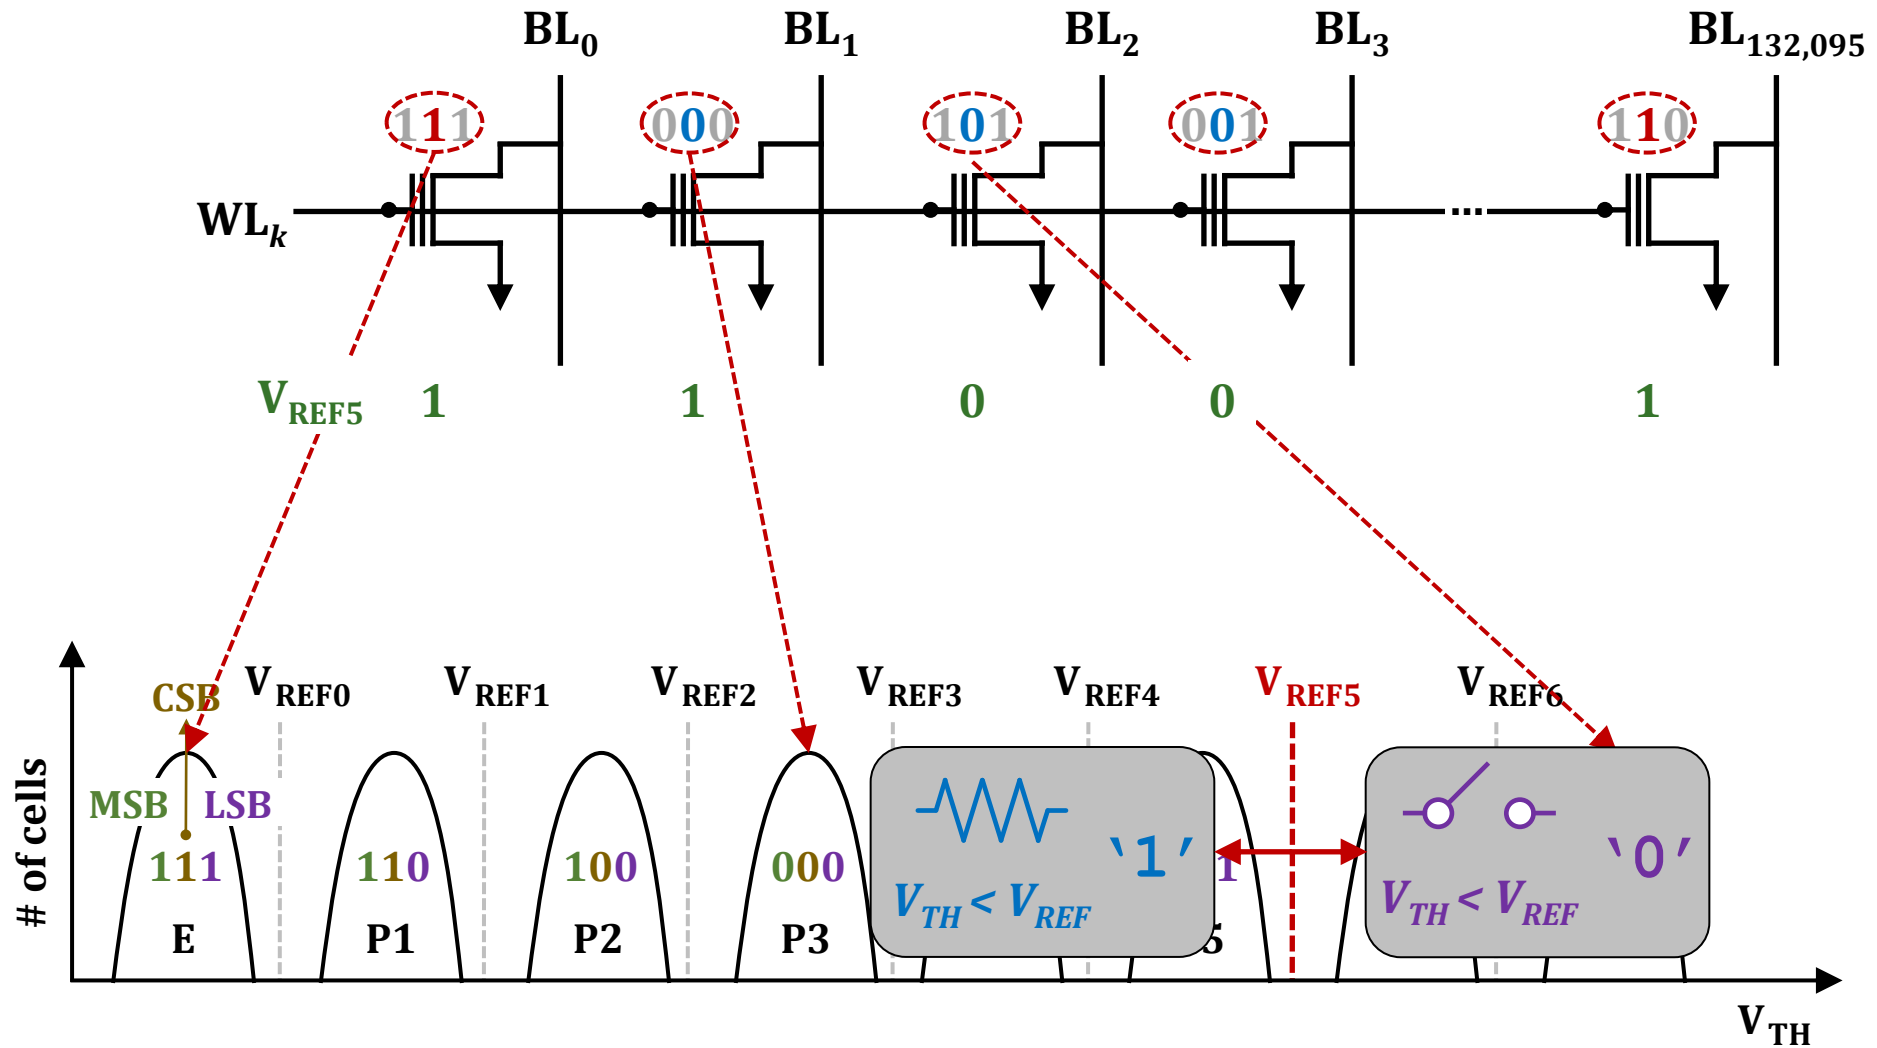 BL0 BL1 BL2 BL3 BL132,095
111 000 101 001 110
WLk ...
VREF5 1 1 0 0 1
CSB VREF0 VREF1 VREF2 VREF3 VREF4 VREF5 VREF6
MSB LSB
111 110 100 000 1
E P1 P2 P3 5
‘1’
VTH < VREF
‘0’
VTH < VREF
# of cells
VTH